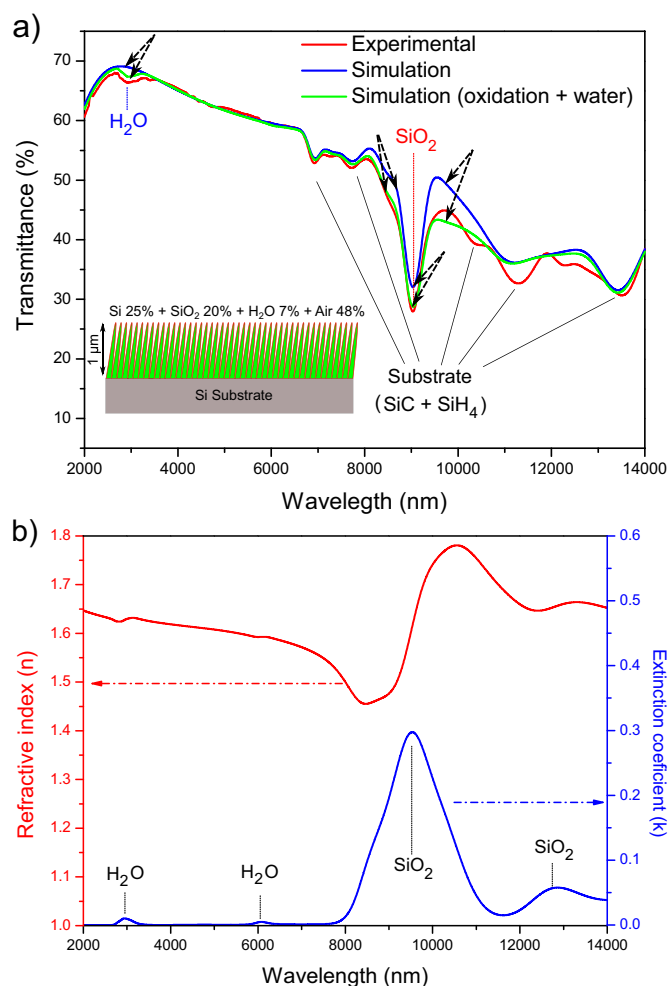 a)
Experimental
Simulation
Simulation (oxidation + water)
H₂O
SiO₂
Transmittance (%)
70
60
50
40
30
20
10
Si 25% + SiO₂ 20% + H₂O 7% + Air 48%
1 µm
Si Substrate
Substrate
(SiC + SiH₄)
2000 4000 6000 8000 10000 12000 14000
Wavelegth (nm)
b)
Refractive index (n)
1.8
1.7
1.6
1.5
1.4
1.3
1.2
1.1
1.0
0.6
0.5
0.4
0.3
0.2
0.1
0.0
Extinction coefficient (k)
H₂O
H₂O
SiO₂
SiO₂
2000 4000 6000 8000 10000 12000 14000
Wavelength (nm)